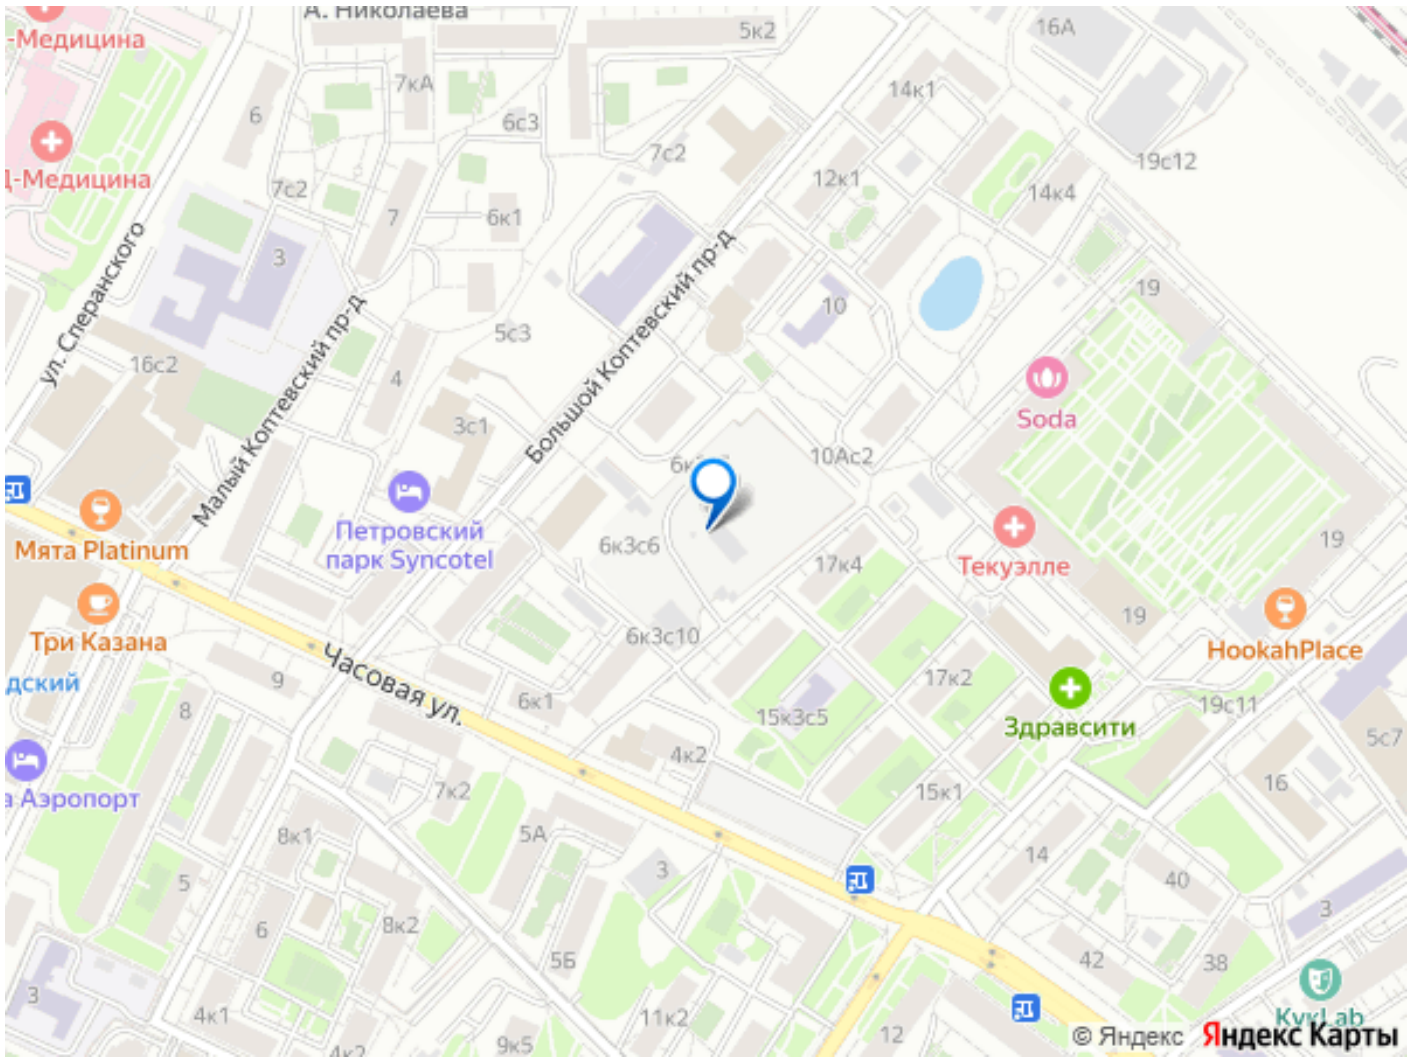 А. Николаева
16А
5к2
-Медицина
7кА
14к1
6
6с3
7с2
19с12
Д-Медицина
7с2
12к1
14к4
7
6к1
ул. Сперанского
3
Большой Коптевский пр-д
19
10
Малый Коптевский пр-д
5с3
16с2
4
Soda
3с1
10Ас2
Петровский
парк Syncotel
Мята Platinum
6к3с6
17к4
Текуэлле
19
Три Казана
6к3с10
19
HookahPlace
дский
9
Часовая ул.
17к2
8
6к1
15к3с5
Здравсити
19с11
5с7
4к2
а Аэропорт
7к2
15к1
16
8к1
5А
14
5
3
40
6
8к2
3
5Б
42
38
3
4к1
11к2
12
9к5
4к2
© Яндекс
Яндекс Карты